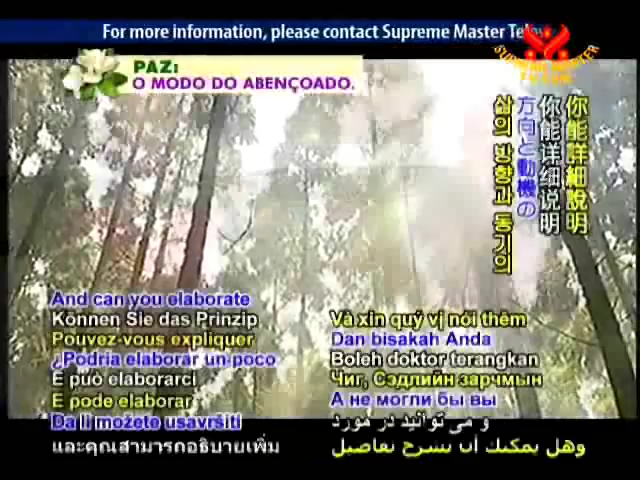 For more information, please contact Supreme Master Telev
SUPREME MASTER
PAZ:
O MODO DO ABENÇOADO.
你能詳細說明
你能详细说明
方向と動機の
삶의 방향과 동기의
And can you elaborate
Können Sie das Prinzip
Pouvez-vous expliquer
¿Podria elaborar un poco
E può elaborarci
E pode elaborar
Da li možete usavršiti
และคุณสามารถอธิบายเพิ่ม
Và xin quý vị nói thêm
Dan bisakah Anda
Boleh doktor terangkan
Чиг, Сэдлийн зарчмын
А не могли бы вы
و می توانید در مورد
وهل يمكنك أن تشرح تفاصيل